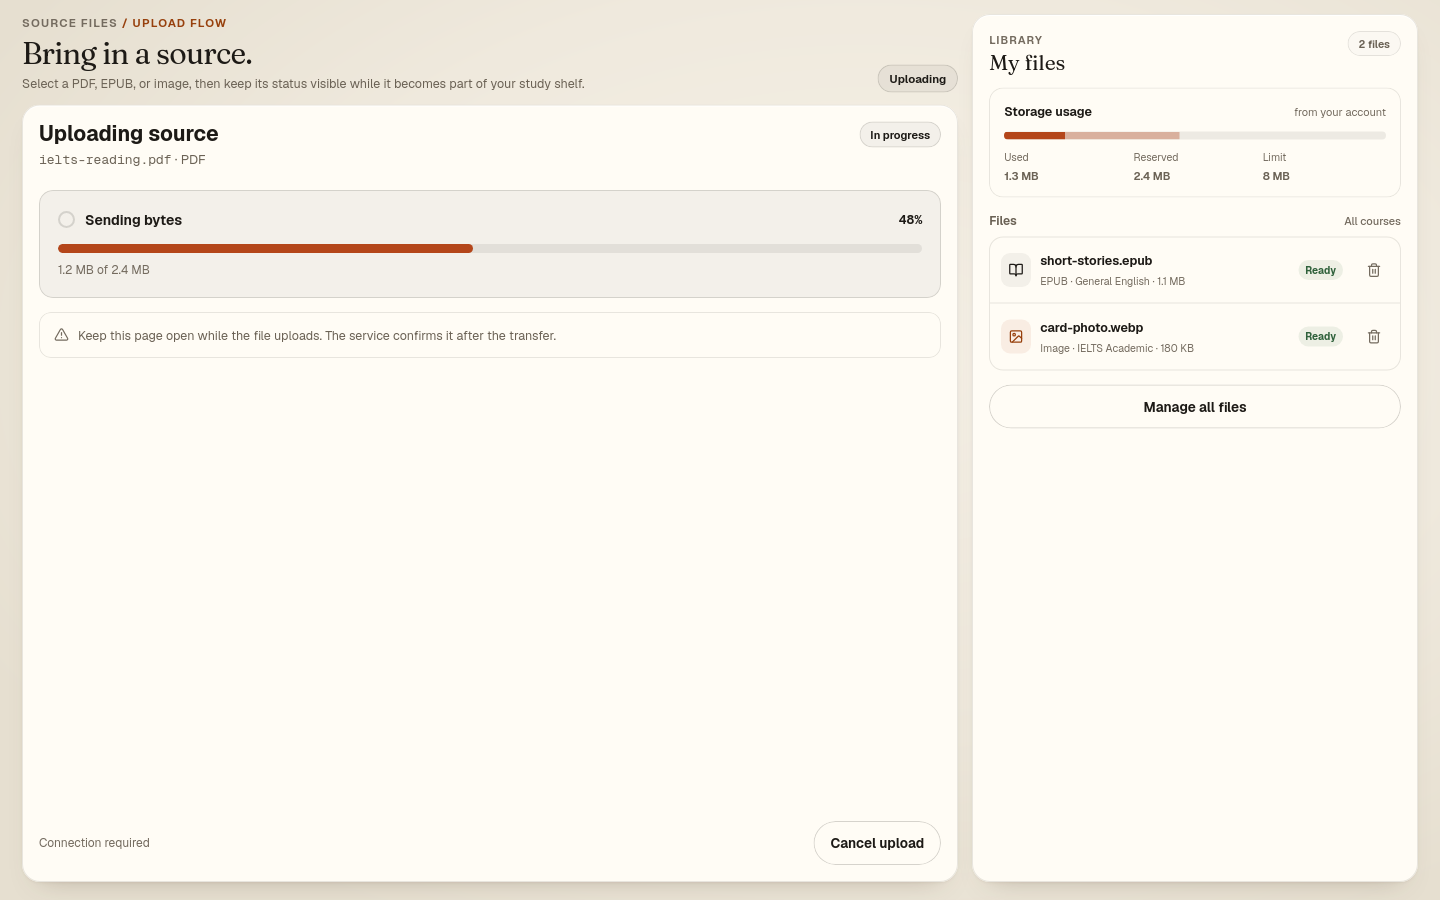 SOURCE FILES / UPLOAD FLOW
Bring in a source.
Select a PDF, EPUB, or image, then keep its status visible while it becomes part of your study shelf.
Uploading
Uploading source
ielts-reading.pdf · PDF
In progress
Sending bytes
48%
1.2 MB of 2.4 MB
Keep this page open while the file uploads. The service confirms it after the transfer.
Connection required
Cancel upload
LIBRARY
My files
2 files
Storage usage
from your account
Used
Reserved
Limit
1.3 MB
2.4 MB
8 MB
Files
All courses
short-stories.epub
EPUB · General English · 1.1 MB
Ready
card-photo.webp
Image · IELTS Academic · 180 KB
Ready
Manage all files